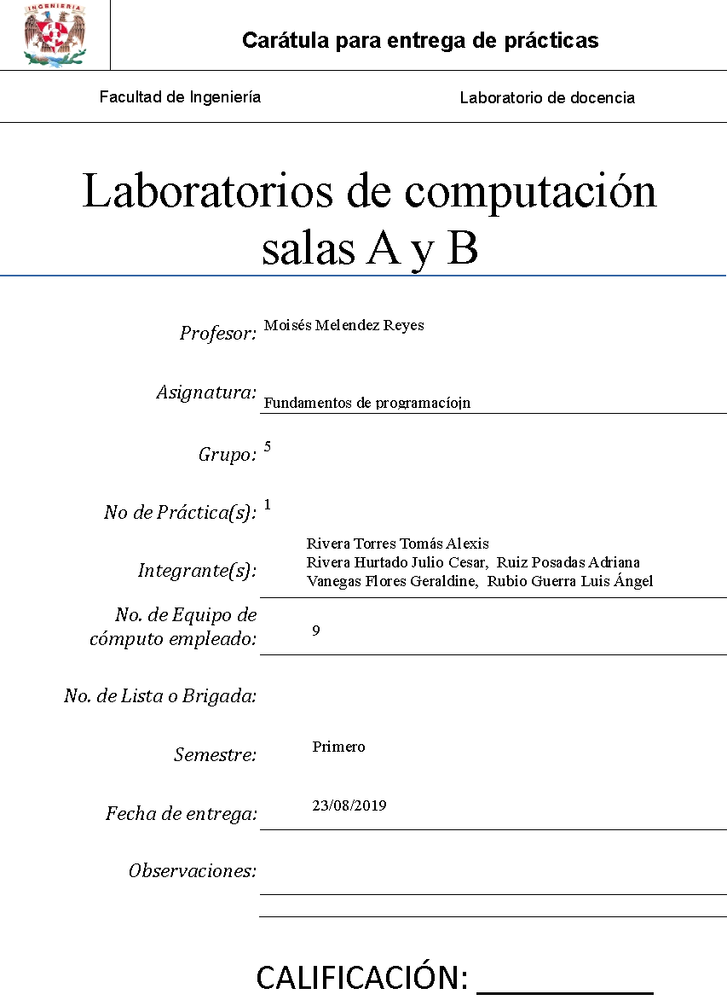 INGENIERIA
Carátula para entrega de prácticas
Facultad de Ingeniería
Laboratorio de docencia
Laboratorios de computación
salas A y B
Profesor: Moisés Melendez Reyes
Asignatura: Fundamentos de programacíojn
Grupo: 5
No de Práctica(s): 1
Rivera Torres Tomás Alexis
Rivera Hurtado Julio Cesar, Ruiz Posadas Adriana
Integrante(s): Vanegas Flores Geraldine, Rubio Guerra Luis Ángel
No. de Equipo de
cómputo empleado: 9
No. de Lista o Brigada:
Semestre: Primero
Fecha de entrega: 23/08/2019
Observaciones:
CALIFICACIÓN: __________